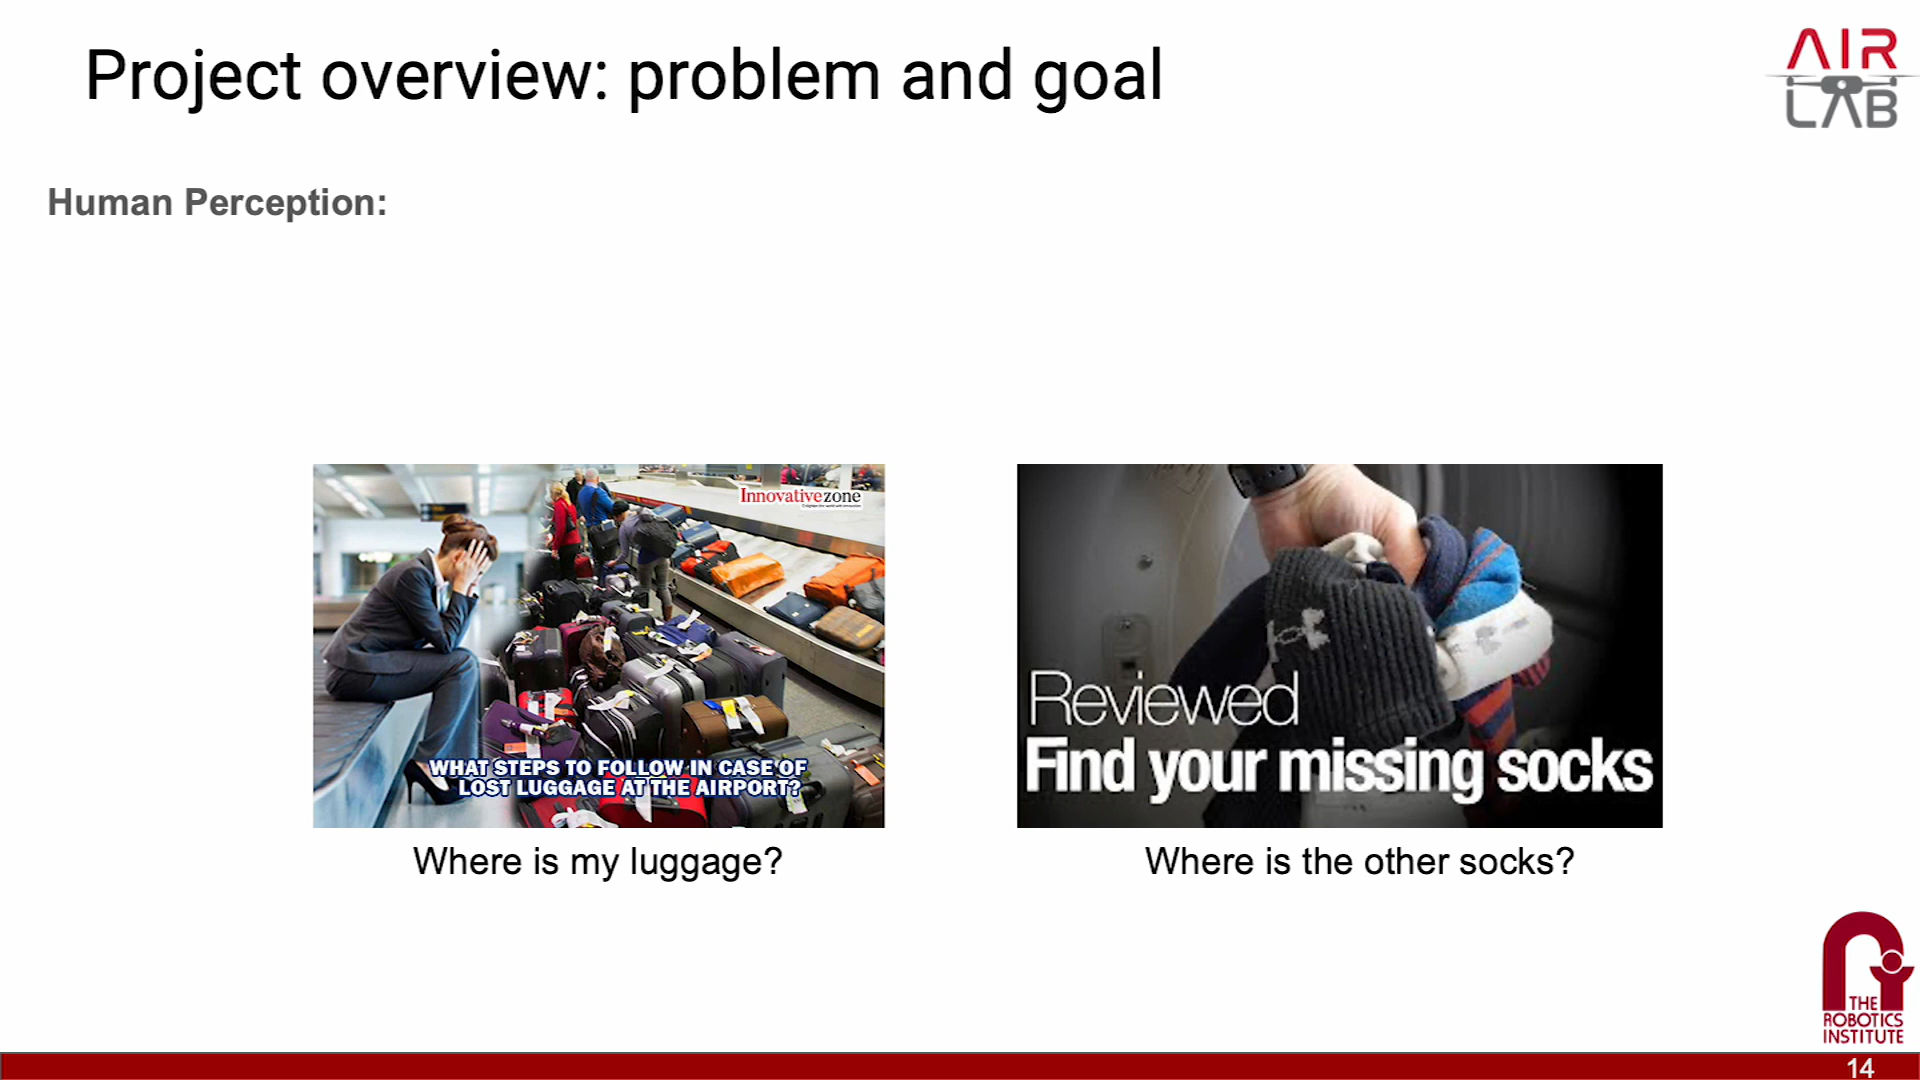 Project overview: problem and goal
AIR
LAB
Human Perception:
Innovativezone
WHAT STEPS TO FOLLOW IN CASE OF
LOST LUGGAGE AT THE AIRPORT?
Reviewed
Find your missing socks
Where is my luggage?
Where is the other socks?
THE
ROBOTICS
INSTITUTE
14